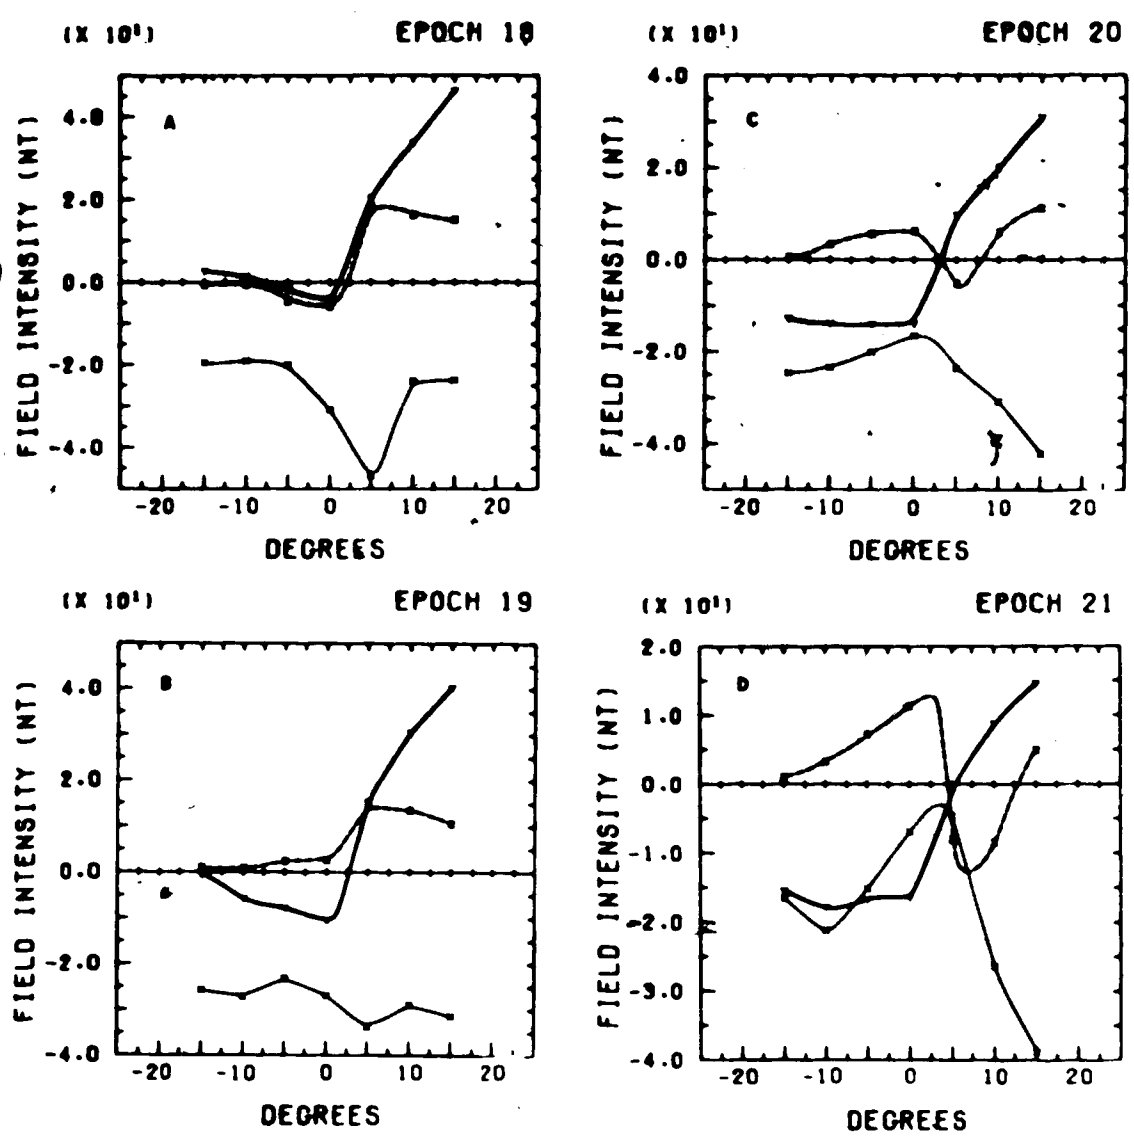 (X 10¹) EPOCH 18
FIELD INTENSITY (NT)
A
4.0
2.0
0.0
-2.0
-4.0
-20 -10 0 10 20
DEGREES
(X 10¹) EPOCH 20
FIELD INTENSITY (NT)
C
4.0
2.0
0.0
-2.0
-4.0
-20 -10 0 10 20
DEGREES
(X 10¹) EPOCH 19
FIELD INTENSITY (NT)
B
4.0
2.0
0.0
-2.0
-4.0
-20 -10 0 10 20
DEGREES
(X 10¹) EPOCH 21
FIELD INTENSITY (NT)
D
2.0
1.0
0.0
-1.0
-2.0
-3.0
-4.0
-20 -10 0 10 20
DEGREES